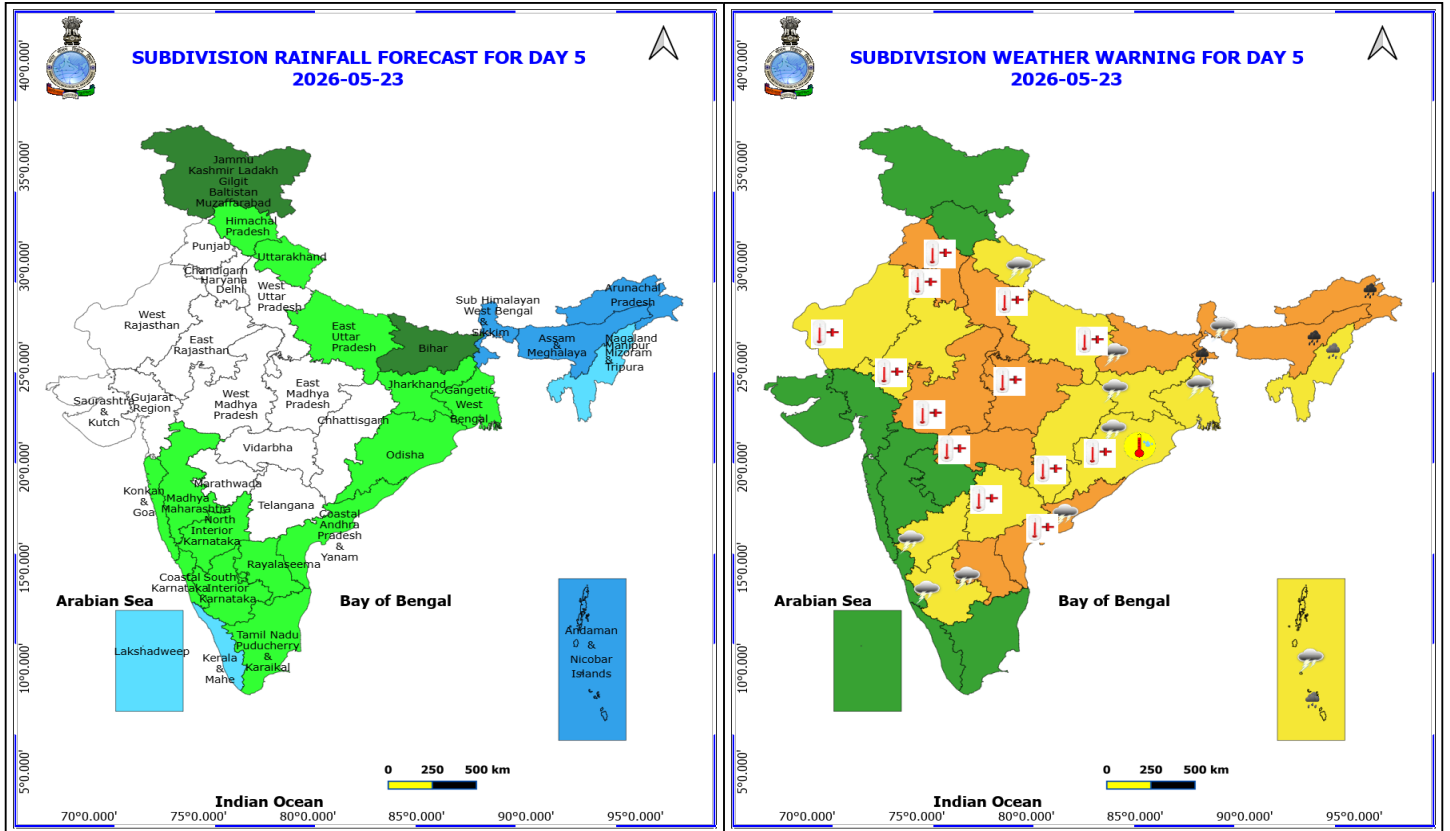 SUBDIVISION RAINFALL FORECAST FOR DAY 5
2026-05-23
40°0.000'
35°0.000'
30°0.000'
25°0.000'
20°0.000'
15°0.000'
10°0.000'
5°0.000'
Jammu
Kashmir Ladakh
Gilgit
Baltistan
Muzaffarabad
Himachal
Pradesh
Punjab
Uttarakhand
Chandigarh
Haryana
Delhi
West
Uttar
Pradesh
West
Rajasthan
East
Rajasthan
East
Uttar
Pradesh
Bihar
Sub Himalayan
West Bengal
&
Sikkim
Arunachal
Pradesh
Assam
&
Meghalaya
Nagaland
Manipur
Mizoram
&
Tripura
Jharkhand
Gangetic
West
Bengal
Saurashtra
&
Kutch
Gujarat
Region
West
Madhya
Pradesh
East
Madhya
Pradesh
Chhattisgarh
Vidarbha
Odisha
Konkan
&
Goa
Madhya
Maharashtra
Marathwada
Telangana
North
Interior
Karnataka
Coastal
Andhra
Pradesh
&
Yanam
Rayalaseema
Coastal
Karnataka
South
Interior
Karnataka
Arabian Sea
Bay of Bengal
Lakshadweep
Kerala
&
Mahe
Tamil Nadu
Puducherry
&
Karaikal
Andaman
&
Nicobar
Islands
0 250 500 km
Indian Ocean
70°0.000' 75°0.000' 80°0.000' 85°0.000' 90°0.000' 95°0.000'
SUBDIVISION WEATHER WARNING FOR DAY 5
2026-05-23
40°0.000'
35°0.000'
30°0.000'
25°0.000'
20°0.000'
15°0.000'
10°0.000'
5°0.000'
Arabian Sea
Bay of Bengal
0 250 500 km
Indian Ocean
70°0.000' 75°0.000' 80°0.000' 85°0.000' 90°0.000' 95°0.000'